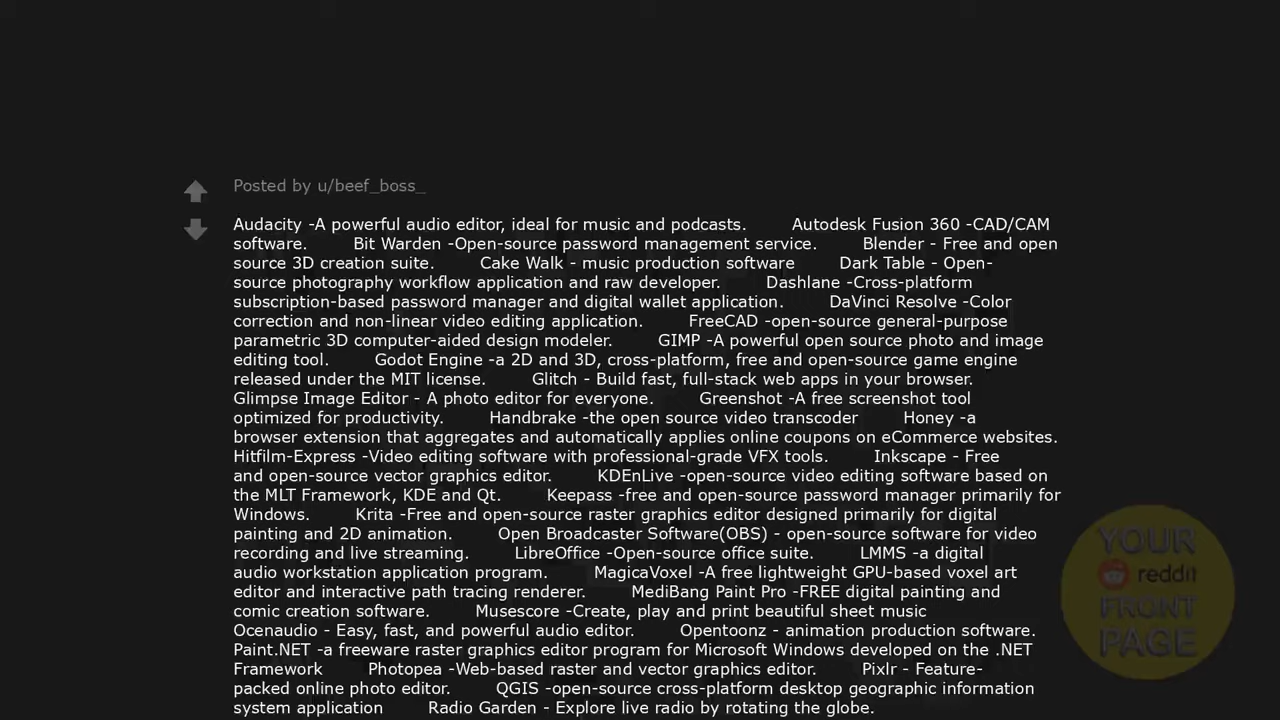 Posted by u/beef_boss_
Audacity -A powerful audio editor, ideal for music and podcasts. Autodesk Fusion 360 -CAD/CAM
software. Bit Warden -Open-source password management service. Blender - Free and open
source 3D creation suite. Cake Walk - music production software Dark Table - Open-
source photography workflow application and raw developer. Dashlane -Cross-platform
subscription-based password manager and digital wallet application. DaVinci Resolve -Color
correction and non-linear video editing application. FreeCAD -open-source general-purpose
parametric 3D computer-aided design modeler. GIMP -A powerful open source photo and image
editing tool. Godot Engine -a 2D and 3D, cross-platform, free and open-source game engine
released under the MIT license. Glitch - Build fast, full-stack web apps in your browser.
Glimpse Image Editor - A photo editor for everyone. Greenshot -A free screenshot tool
optimized for productivity. Handbrake -the open source video transcoder Honey -a
browser extension that aggregates and automatically applies online coupons on eCommerce websites.
Hitfilm-Express -Video editing software with professional-grade VFX tools. Inkscape - Free
and open-source vector graphics editor. KDEnLive -open-source video editing software based on
the MLT Framework, KDE and Qt. Keepass -free and open-source password manager primarily for
Windows. Krita -Free and open-source raster graphics editor designed primarily for digital
painting and 2D animation. Open Broadcaster Software(OBS) - open-source software for video
recording and live streaming. LibreOffice -Open-source office suite. LMMS -a digital
audio workstation application program. MagicaVoxel -A free lightweight GPU-based voxel art
editor and interactive path tracing renderer. MediBang Paint Pro -FREE digital painting and
comic creation software. Musescore -Create, play and print beautiful sheet music
Ocenaudio - Easy, fast, and powerful audio editor. Opentoonz - animation production software.
Paint.NET -a freeware raster graphics editor program for Microsoft Windows developed on the .NET
Framework Photopea -Web-based raster and vector graphics editor. Pixlr - Feature-
packed online photo editor. QGIS -open-source cross-platform desktop geographic information
system application Radio Garden - Explore live radio by rotating the globe.
YOUR
reddit
FRONT
PAGE